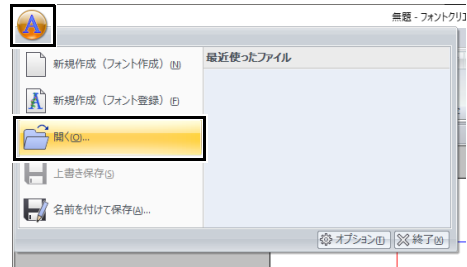 無題 - フォントクリエ
新規作成（フォント作成）(N)
最近使ったファイル
新規作成（フォント登録）(F)
開く(O)...
上書き保存(S)
名前を付けて保存(A)...
オプション(T)
終了(X)